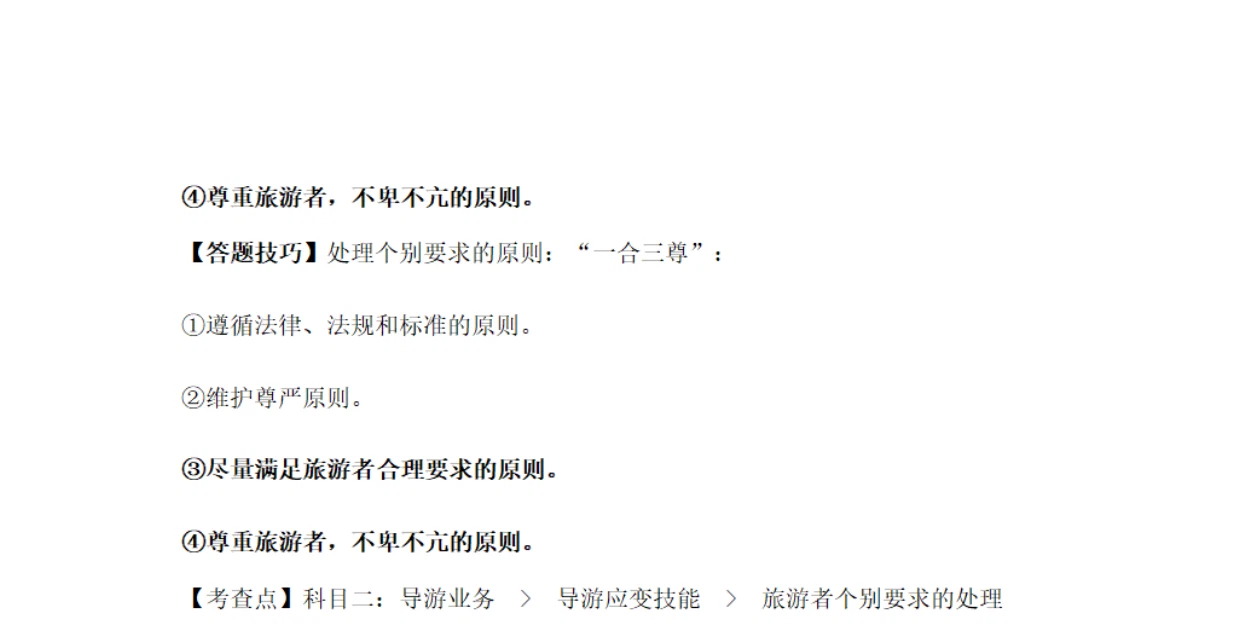 ④尊重旅游者，不卑不亢的原则。
【答题技巧】处理个别要求的原则：“一合三尊”：
①遵循法律、法规和标准的原则。
②维护尊严原则。
③尽量满足旅游者合理要求的原则。
④尊重旅游者，不卑不亢的原则。
【考查点】科目二：导游业务 > 导游应变技能 > 旅游者个别要求的处理